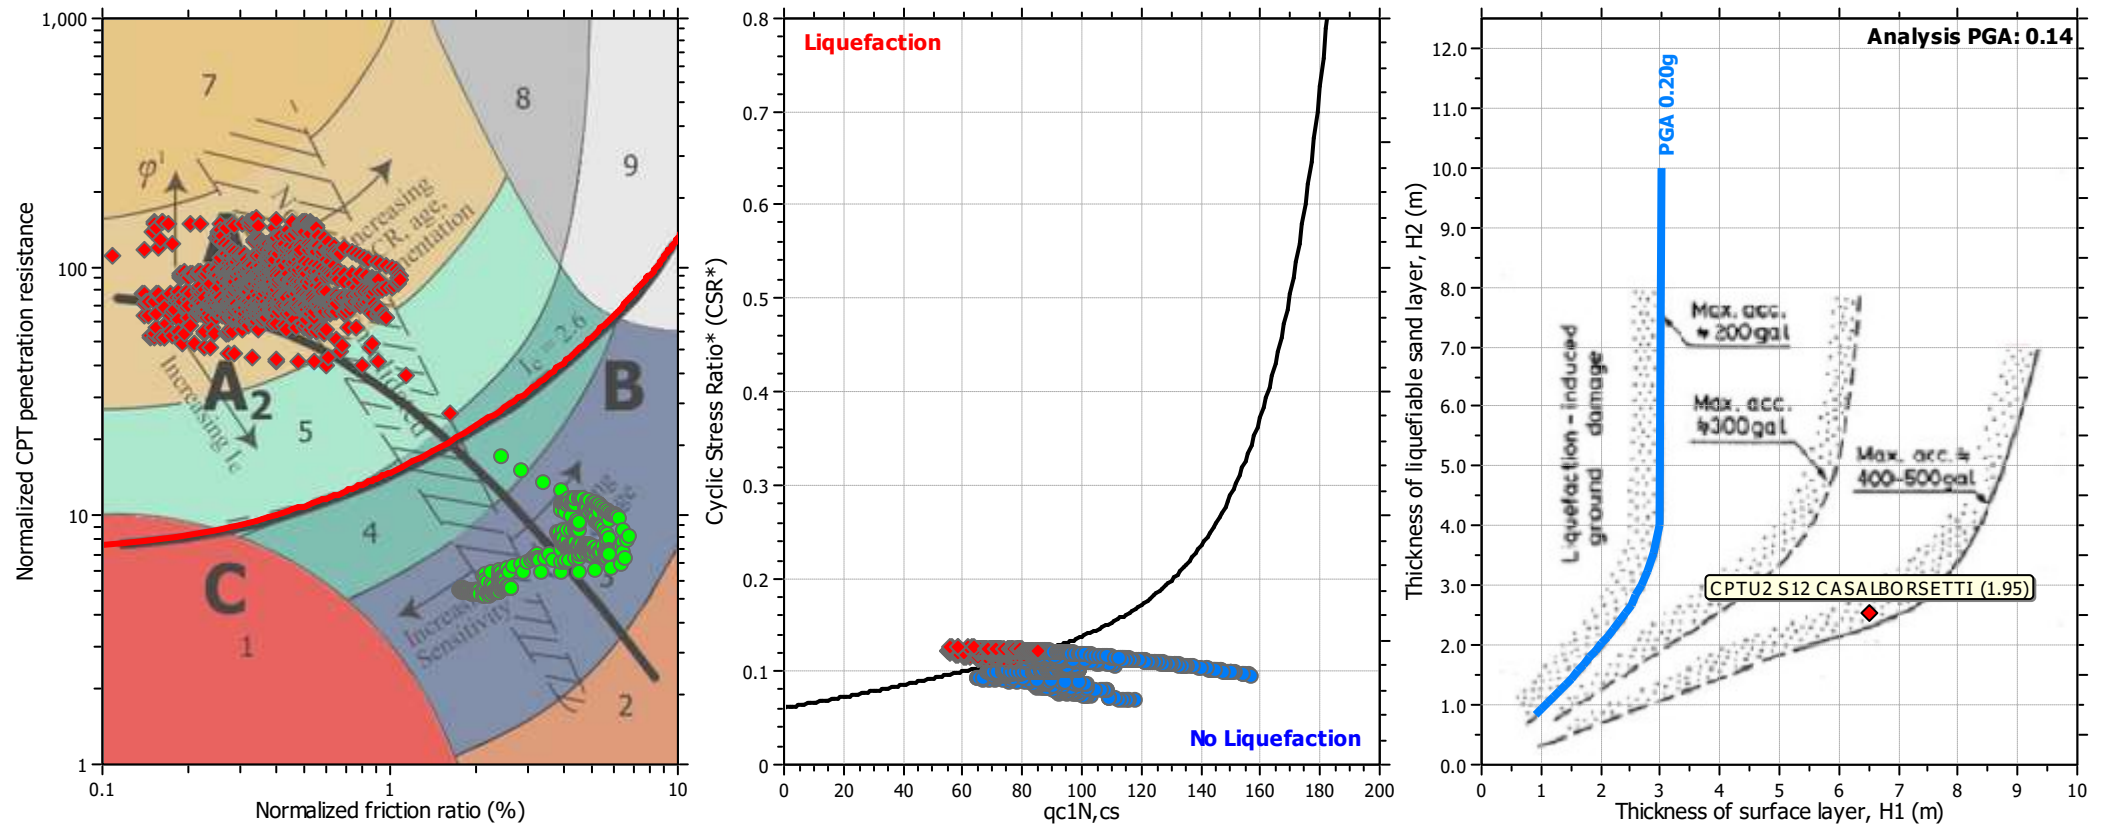 1,000
100
10
1
0.1
1
10
Normalized CPT penetration resistance
Normalized friction ratio (%)
7
8
9
φ'
Increasing
CR, age,
mentation
A2
5
Increasing Ic
Ic = 2.6
B
4
C
1
Increas
Sensitivity
3
2
0.8
0.7
0.6
0.5
0.4
0.3
0.2
0.1
0
0
20
40
60
80
100
120
140
160
180
200
Cyclic Stress Ratio* (CSR*)
qc1N,cs
Liquefaction
No Liquefaction
12.0
11.0
10.0
9.0
8.0
7.0
6.0
5.0
4.0
3.0
2.0
1.0
0.0
0
1
2
3
4
5
6
7
8
9
10
Thickness of liquefiable sand layer, H2 (m)
Thickness of surface layer, H1 (m)
Analysis PGA: 0.14
PGA 0.20g
Liquefaction - induced
ground damage
Max. acc.
≒ 200gal
Max. acc.
≒300gal
Max. acc. ≒
400-500gal
CPTU2 S12 CASALBORSETTI (1.95)